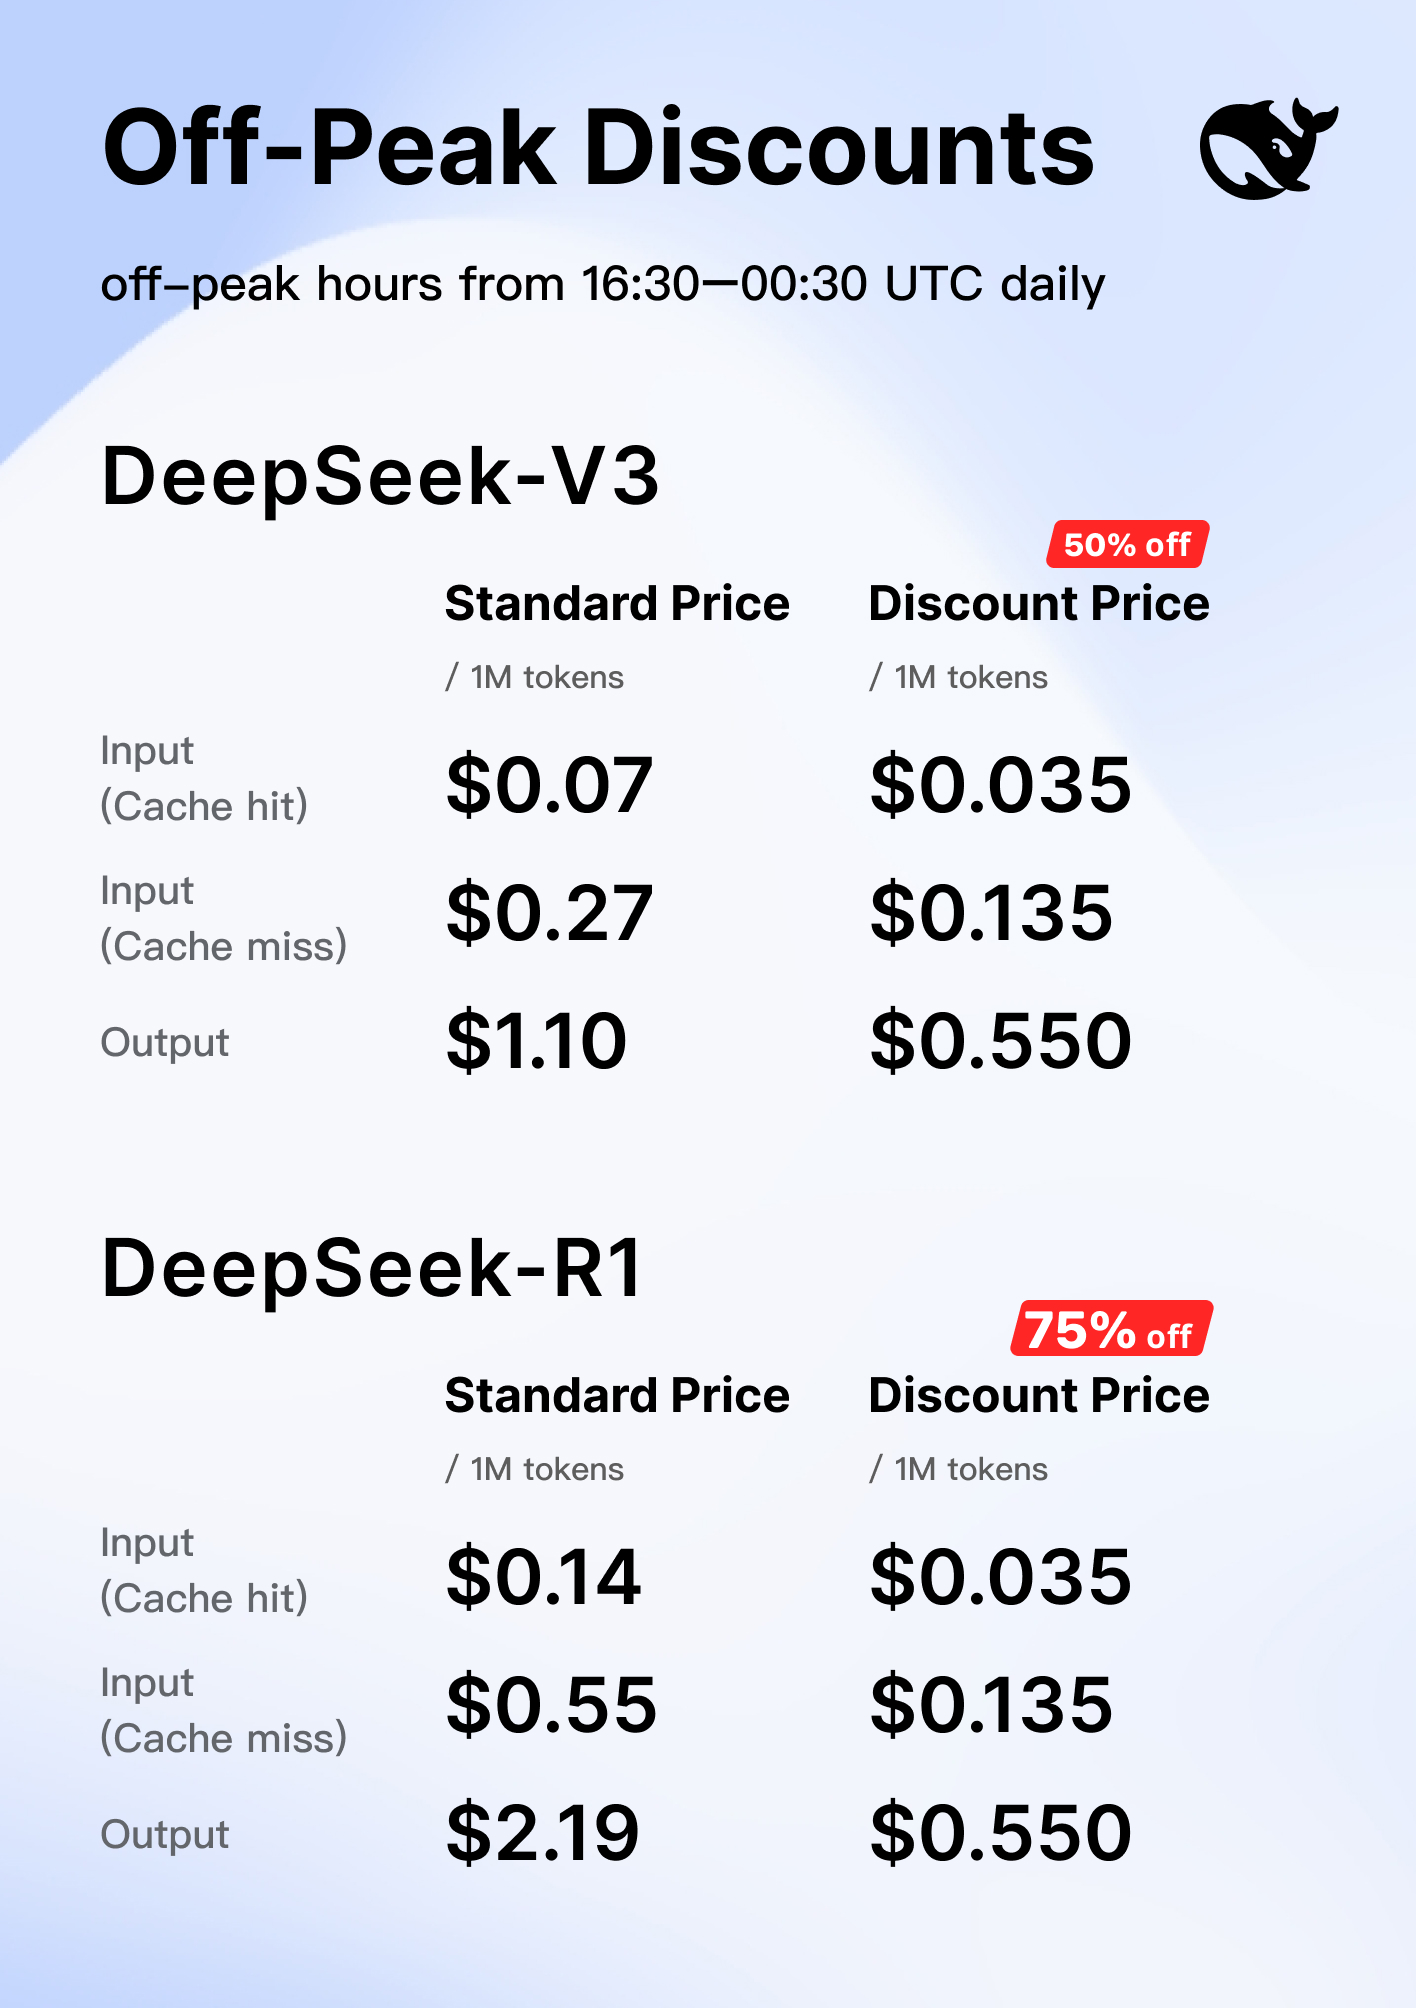 Off-Peak Discounts
off-peak hours from 16:30—00:30 UTC daily
DeepSeek-V3
50% off
Standard Price Discount Price
/ 1M tokens / 1M tokens
Input
(Cache hit)
$0.07 $0.035
Input
(Cache miss)
$0.27 $0.135
Output $1.10 $0.550
DeepSeek-R1
75% off
Standard Price Discount Price
/ 1M tokens / 1M tokens
Input
(Cache hit)
$0.14 $0.035
Input
(Cache miss)
$0.55 $0.135
Output $2.19 $0.550